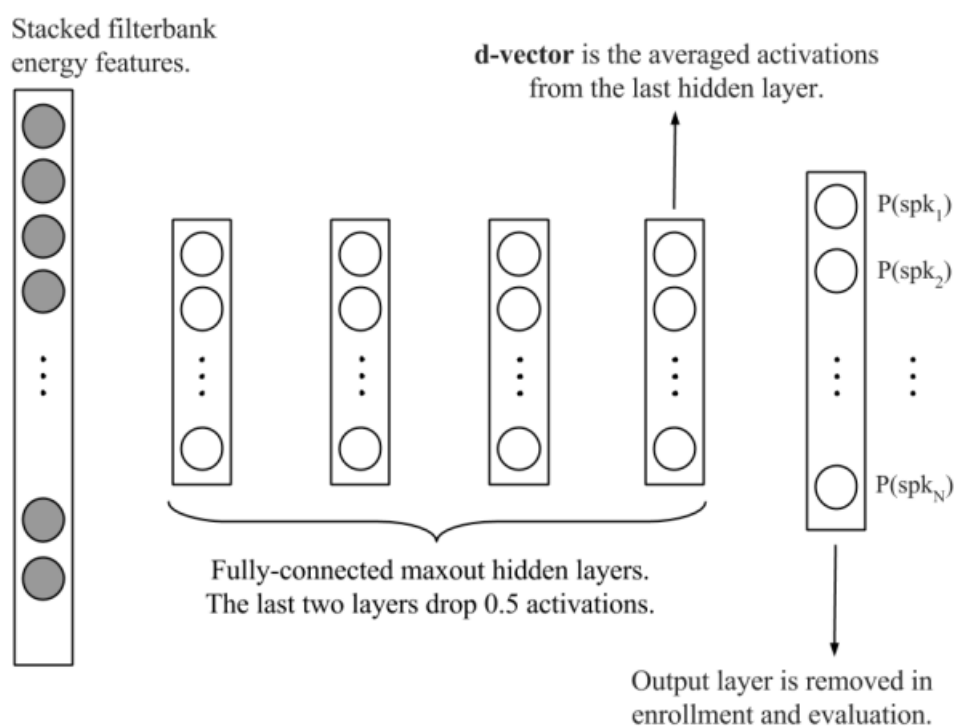 Stacked filterbank
energy features.
d-vector is the averaged activations
from the last hidden layer.
P(spk₁)
P(spk₂)
P(spk_N)
Fully-connected maxout hidden layers.
The last two layers drop 0.5 activations.
Output layer is removed in
enrollment and evaluation.